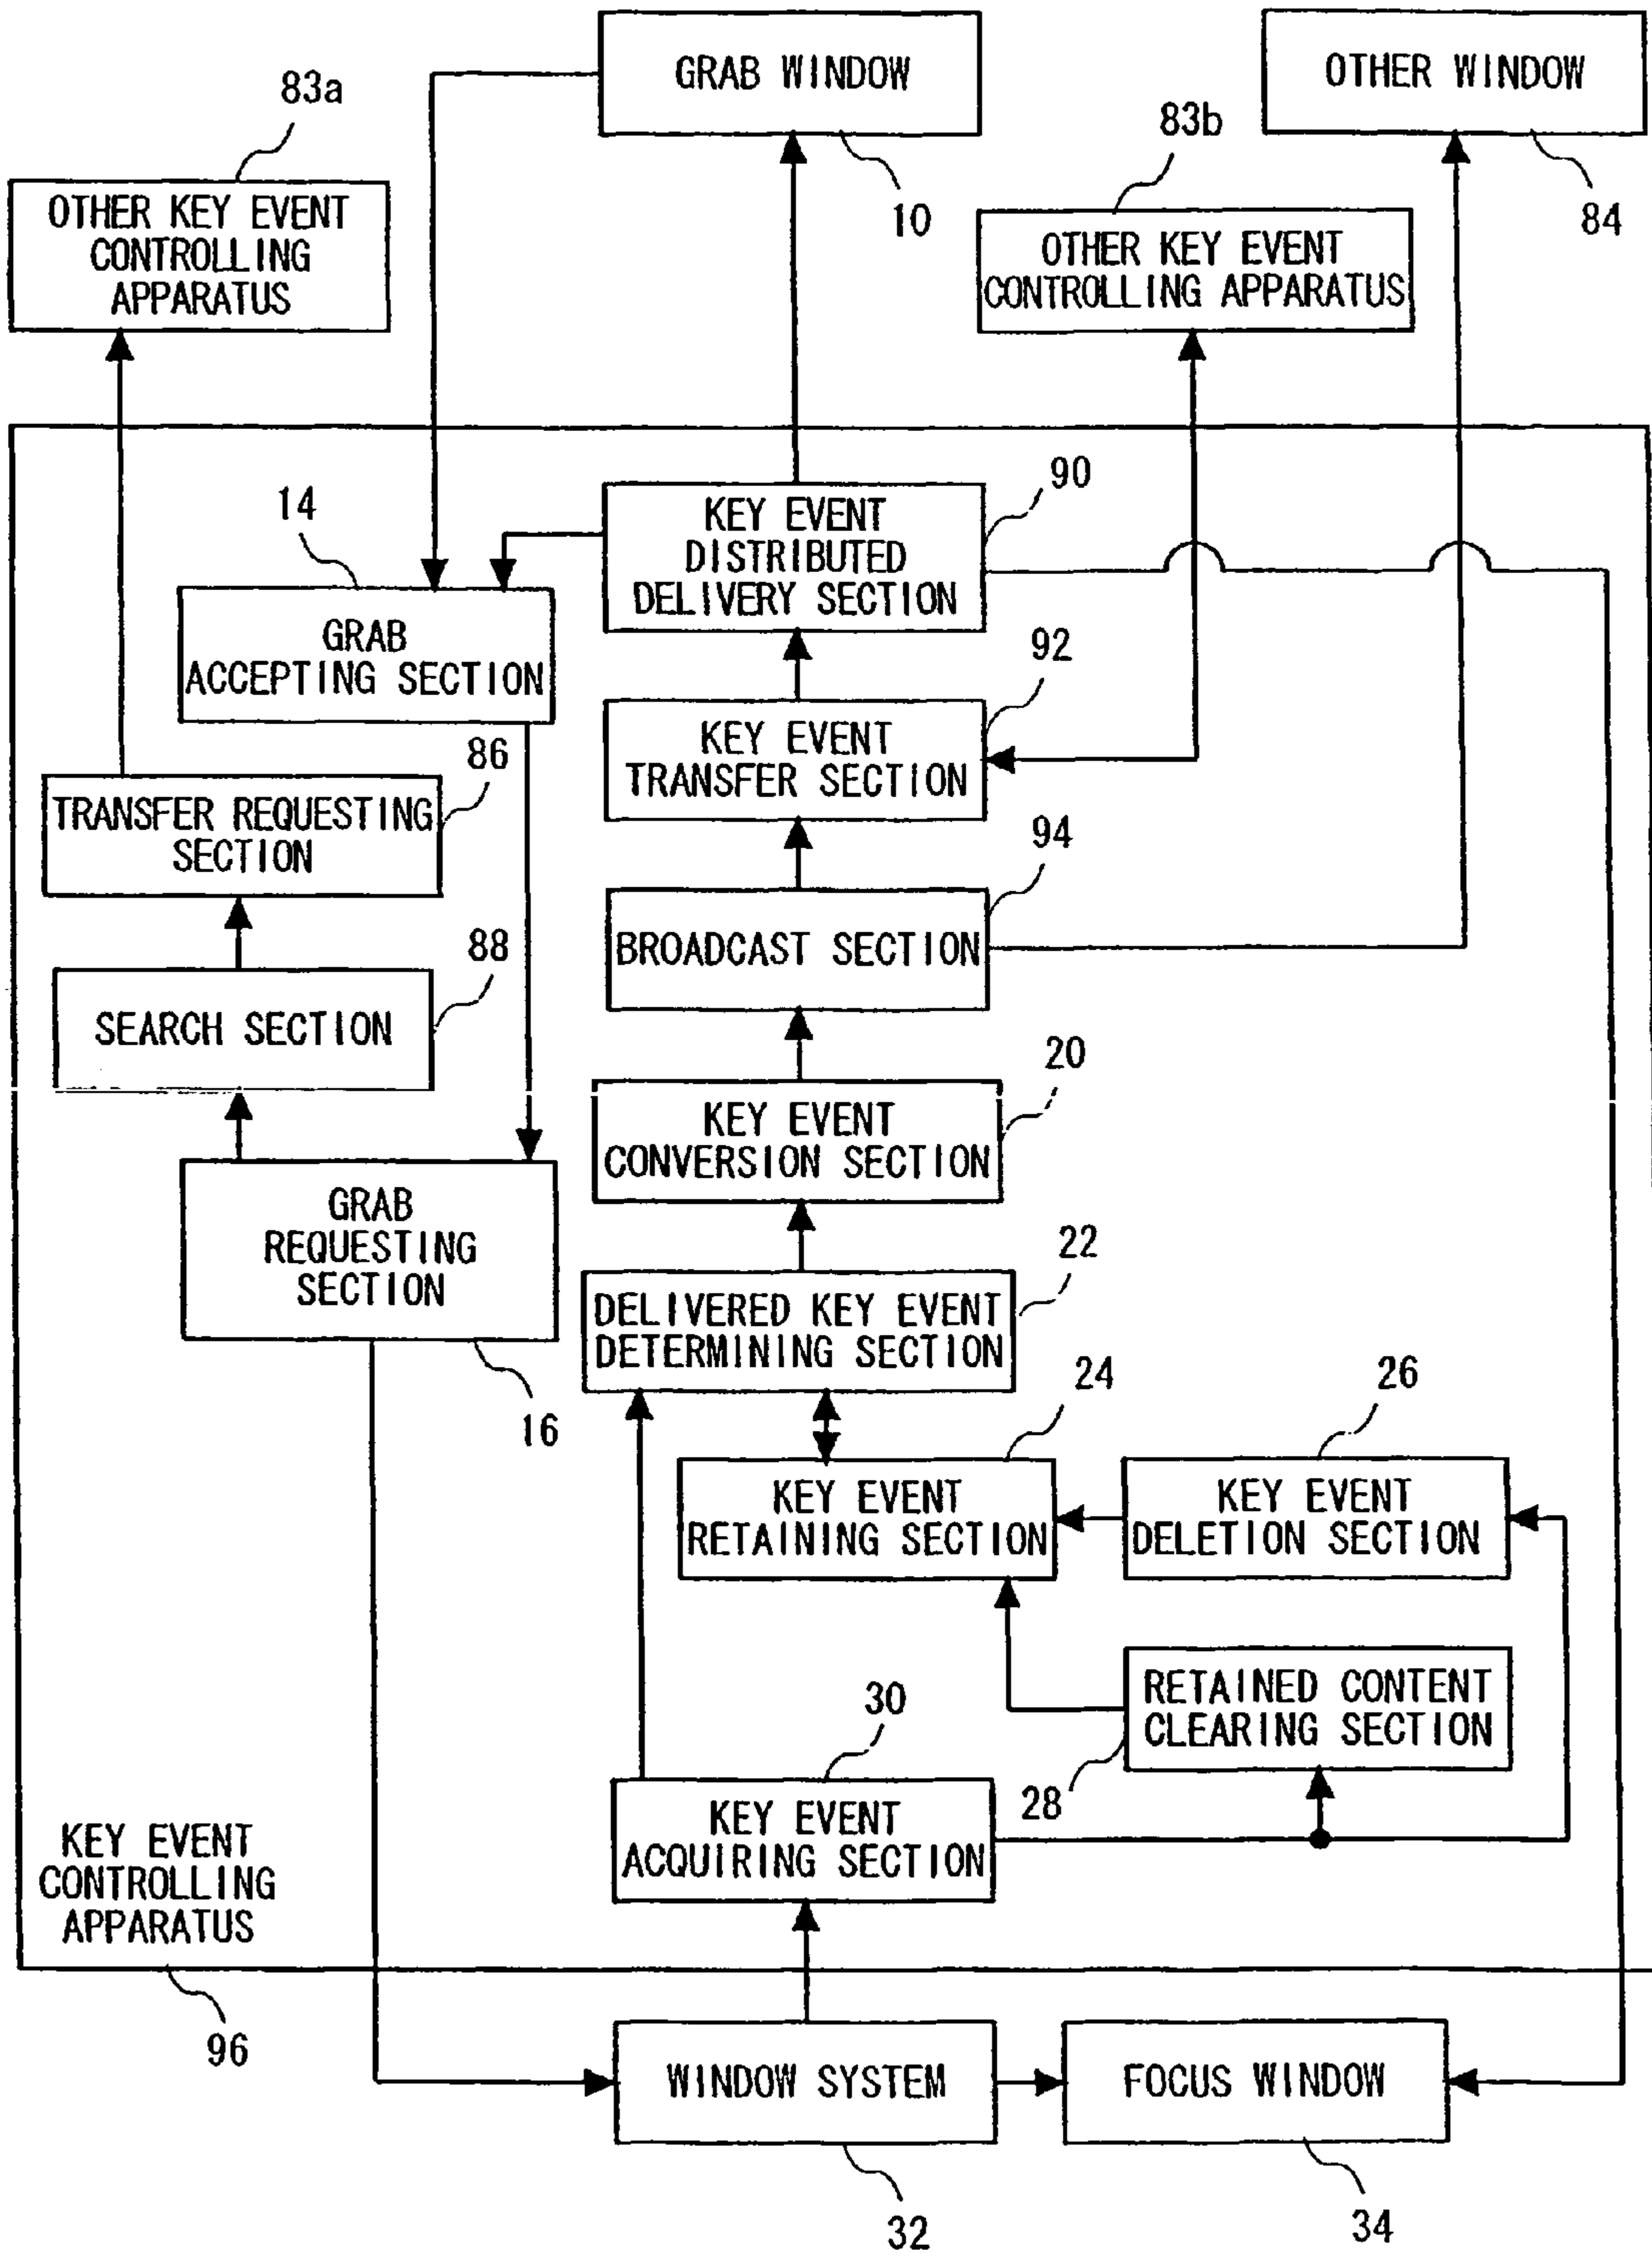 GRAB WINDOW
OTHER WINDOW
83a
83b
OTHER KEY EVENT
CONTROLLING
APPARATUS
10
84
OTHER KEY EVENT
CONTROLLING APPARATUS
90
14
KEY EVENT
DISTRIBUTED
DELIVERY SECTION
GRAB
ACCEPTING SECTION
92
KEY EVENT
TRANSFER SECTION
86
TRANSFER REQUESTING
SECTION
94
BROADCAST SECTION
88
SEARCH SECTION
20
KEY EVENT
CONVERSION SECTION
GRAB
REQUESTING
SECTION
22
DELIVERED KEY EVENT
DETERMINING SECTION
16
24
26
KEY EVENT
RETAINING SECTION
KEY EVENT
DELETION SECTION
RETAINED CONTENT
CLEARING SECTION
30
28
KEY EVENT
ACQUIRING SECTION
KEY EVENT
CONTROLLING
APPARATUS
96
WINDOW SYSTEM
FOCUS WINDOW
32
34